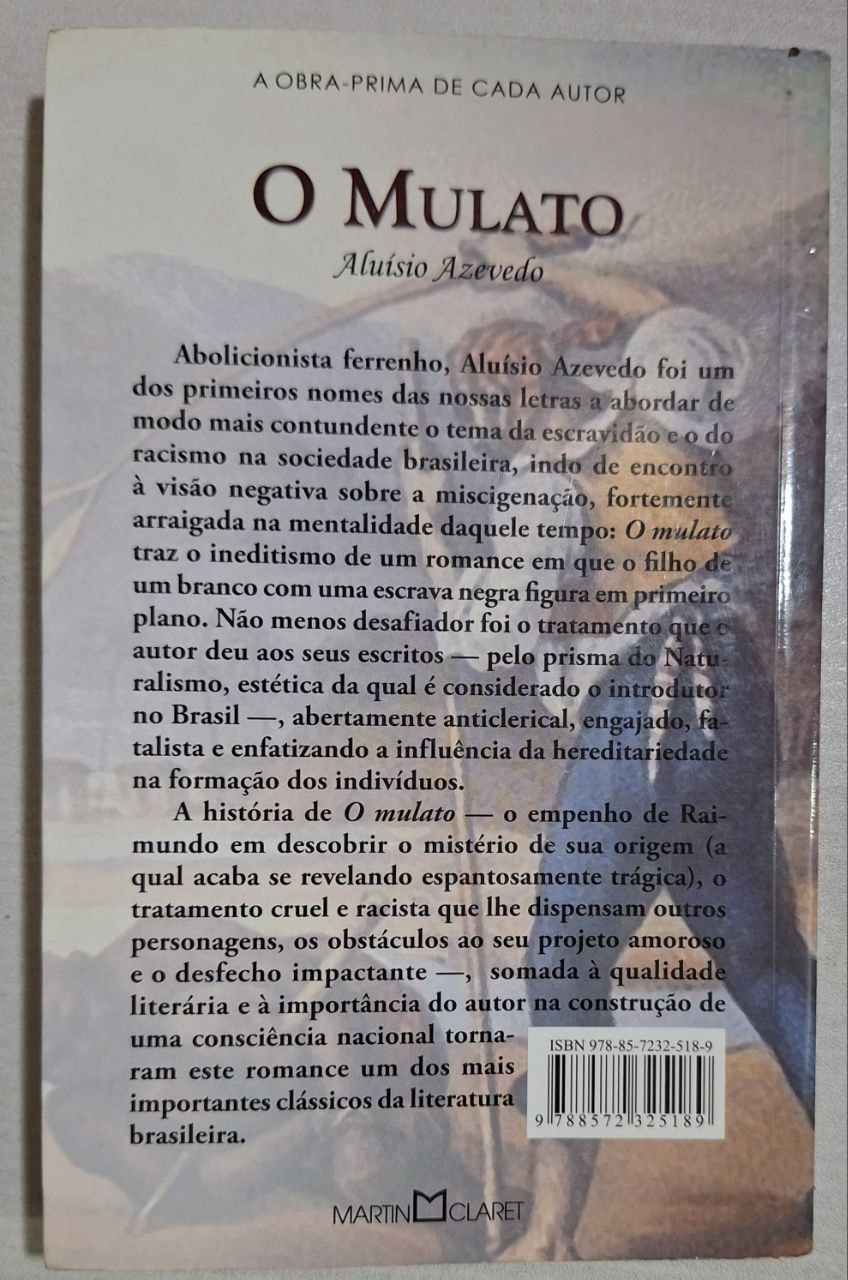 A OBRA-PRIMA DE CADA AUTOR
O MULATO
Aluísio Azevedo
Abolicionista ferrenho, Aluísio Azevedo foi um
dos primeiros nomes das nossas letras a abordar de
modo mais contundente o tema da escravidão e o do
racismo na sociedade brasileira, indo de encontro
à visão negativa sobre a miscigenação, fortemente
arraigada na mentalidade daquele tempo: O mulato
traz o ineditismo de um romance em que o filho de
um branco com uma escrava negra figura em primeiro
plano. Não menos desafiador foi o tratamento que o
autor deu aos seus escritos — pelo prisma do Natu-
ralismo, estética da qual é considerado o introdutor
no Brasil —, abertamente anticlerical, engajado, fa-
talista e enfatizando a influência da hereditariedade
na formação dos indivíduos.
A história de O mulato — o empenho de Rai-
mundo em descobrir o mistério de sua origem (a
qual acaba se revelando espantosamente trágica), o
tratamento cruel e racista que lhe dispensam outros
personagens, os obstáculos ao seu projeto amoroso
e o desfecho impactante —, somada à qualidade
literária e à importância do autor na construção de
uma consciência nacional torna-
ram este romance um dos mais
importantes clássicos da literatura
brasileira.
ISBN 978-85-7232-518-9
9 788572 325189
MARTIN CLARET